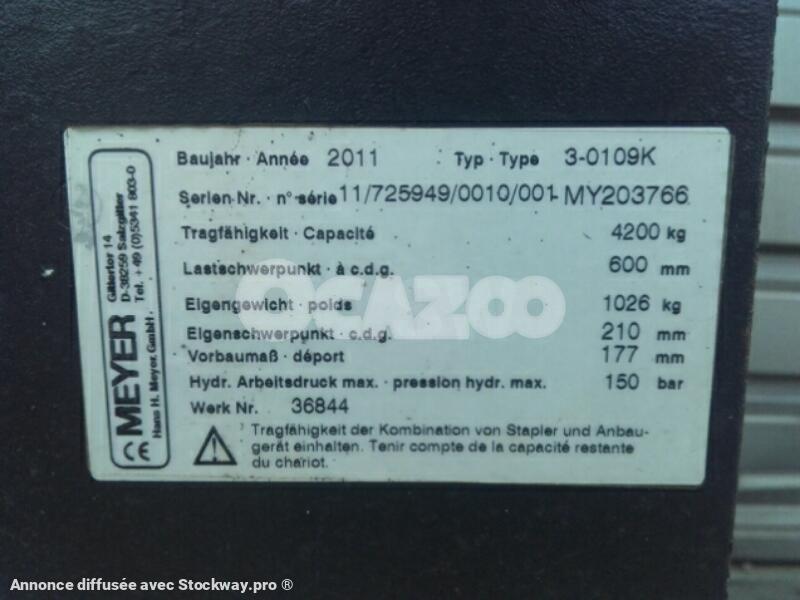 Baujahr · Année 2011 Typ · Type 3-0109K
Serien Nr. · n° série 11/725949/0010/001-MY203766
Tragfähigkeit · Capacité 4200 kg
Lastschwerpunkt · à c.d.g. 600 mm
Eigengewicht · poids 1026 kg
Eigenschwerpunkt · c.d.g. 210 mm
Vorbaumaß · déport 177 mm
Hydr. Arbeitsdruck max. · pression hydr. max. 150 bar
Werk Nr. 36844
Tragfähigkeit der Kombination von Stapler und Anbau-
gerät einhalten. Tenir compte de la capacité restante
du chariot.
CE MEYER
Hans H. Meyer GmbH
Gittertor 14
D-38259 Salzgitter
Tel. +49 (0)5341 803-0
OCAZOO
Annonce diffusée avec Stockway.pro ®